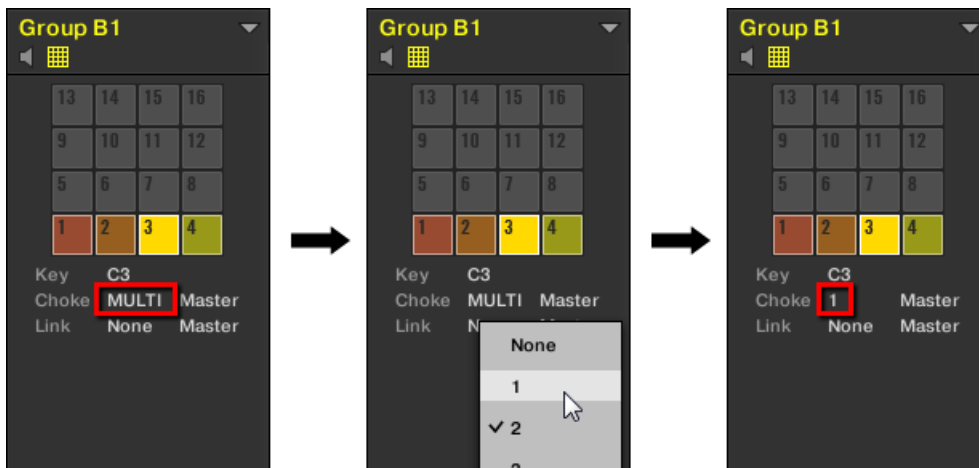 Group B1
13 14 15 16
9 10 11 12
5 6 7 8
1 2 3 4
Key C3
Choke MULTI Master
Link None Master
Group B1
13 14 15 16
9 10 11 12
5 6 7 8
1 2 3 4
Key C3
Choke MULTI Master
Link
None
1
2
Group B1
13 14 15 16
9 10 11 12
5 6 7 8
1 2 3 4
Key C3
Choke 1 Master
Link None Master